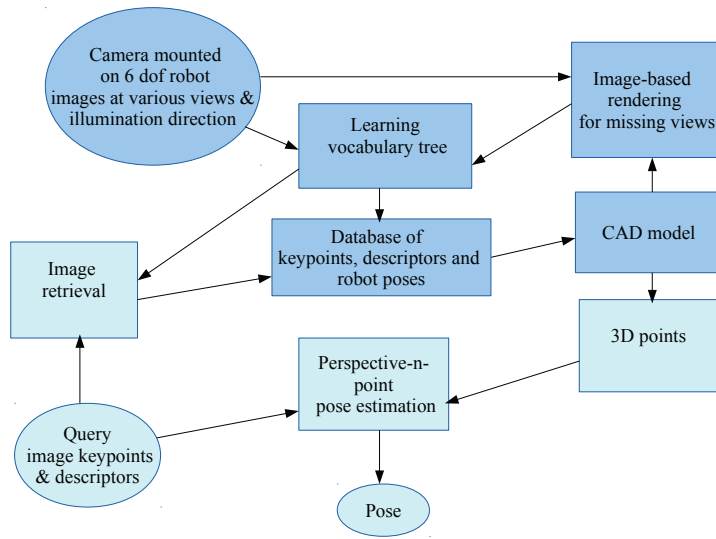 Camera mounted
on 6 dof robot
images at various views &
illumination direction
Image-based
rendering
for missing views
Learning
vocabulary tree
Database of
keypoints, descriptors and
robot poses
CAD model
Image
retrieval
3D points
Perspective-n-
point
pose estimation
Query
image keypoints
& descriptors
Pose